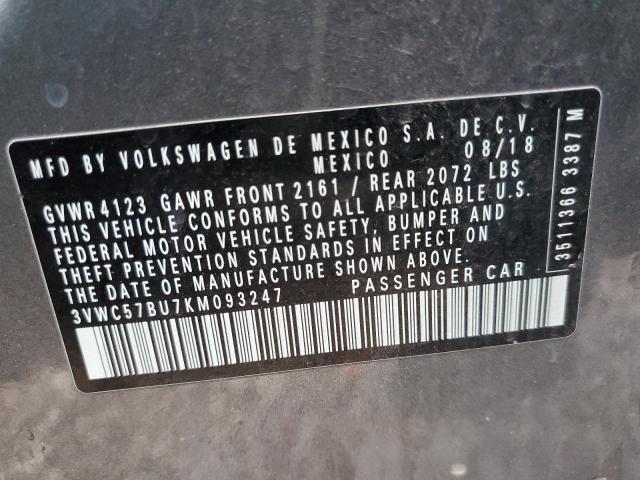 MFD BY VOLKSWAGEN DE MEXICO S.A. DE C.V.
MEXICO 08/18
GVWR 4123 GAWR FRONT 2161 / REAR 2072 LBS
THIS VEHICLE CONFORMS TO ALL APPLICABLE U.S.
FEDERAL MOTOR VEHICLE SAFETY, BUMPER AND
THEFT PREVENTION STANDARDS IN EFFECT ON
THE DATE OF MANUFACTURE SHOWN ABOVE.
3VWC57BU7KM093247 PASSENGER CAR
3511366 3387 M